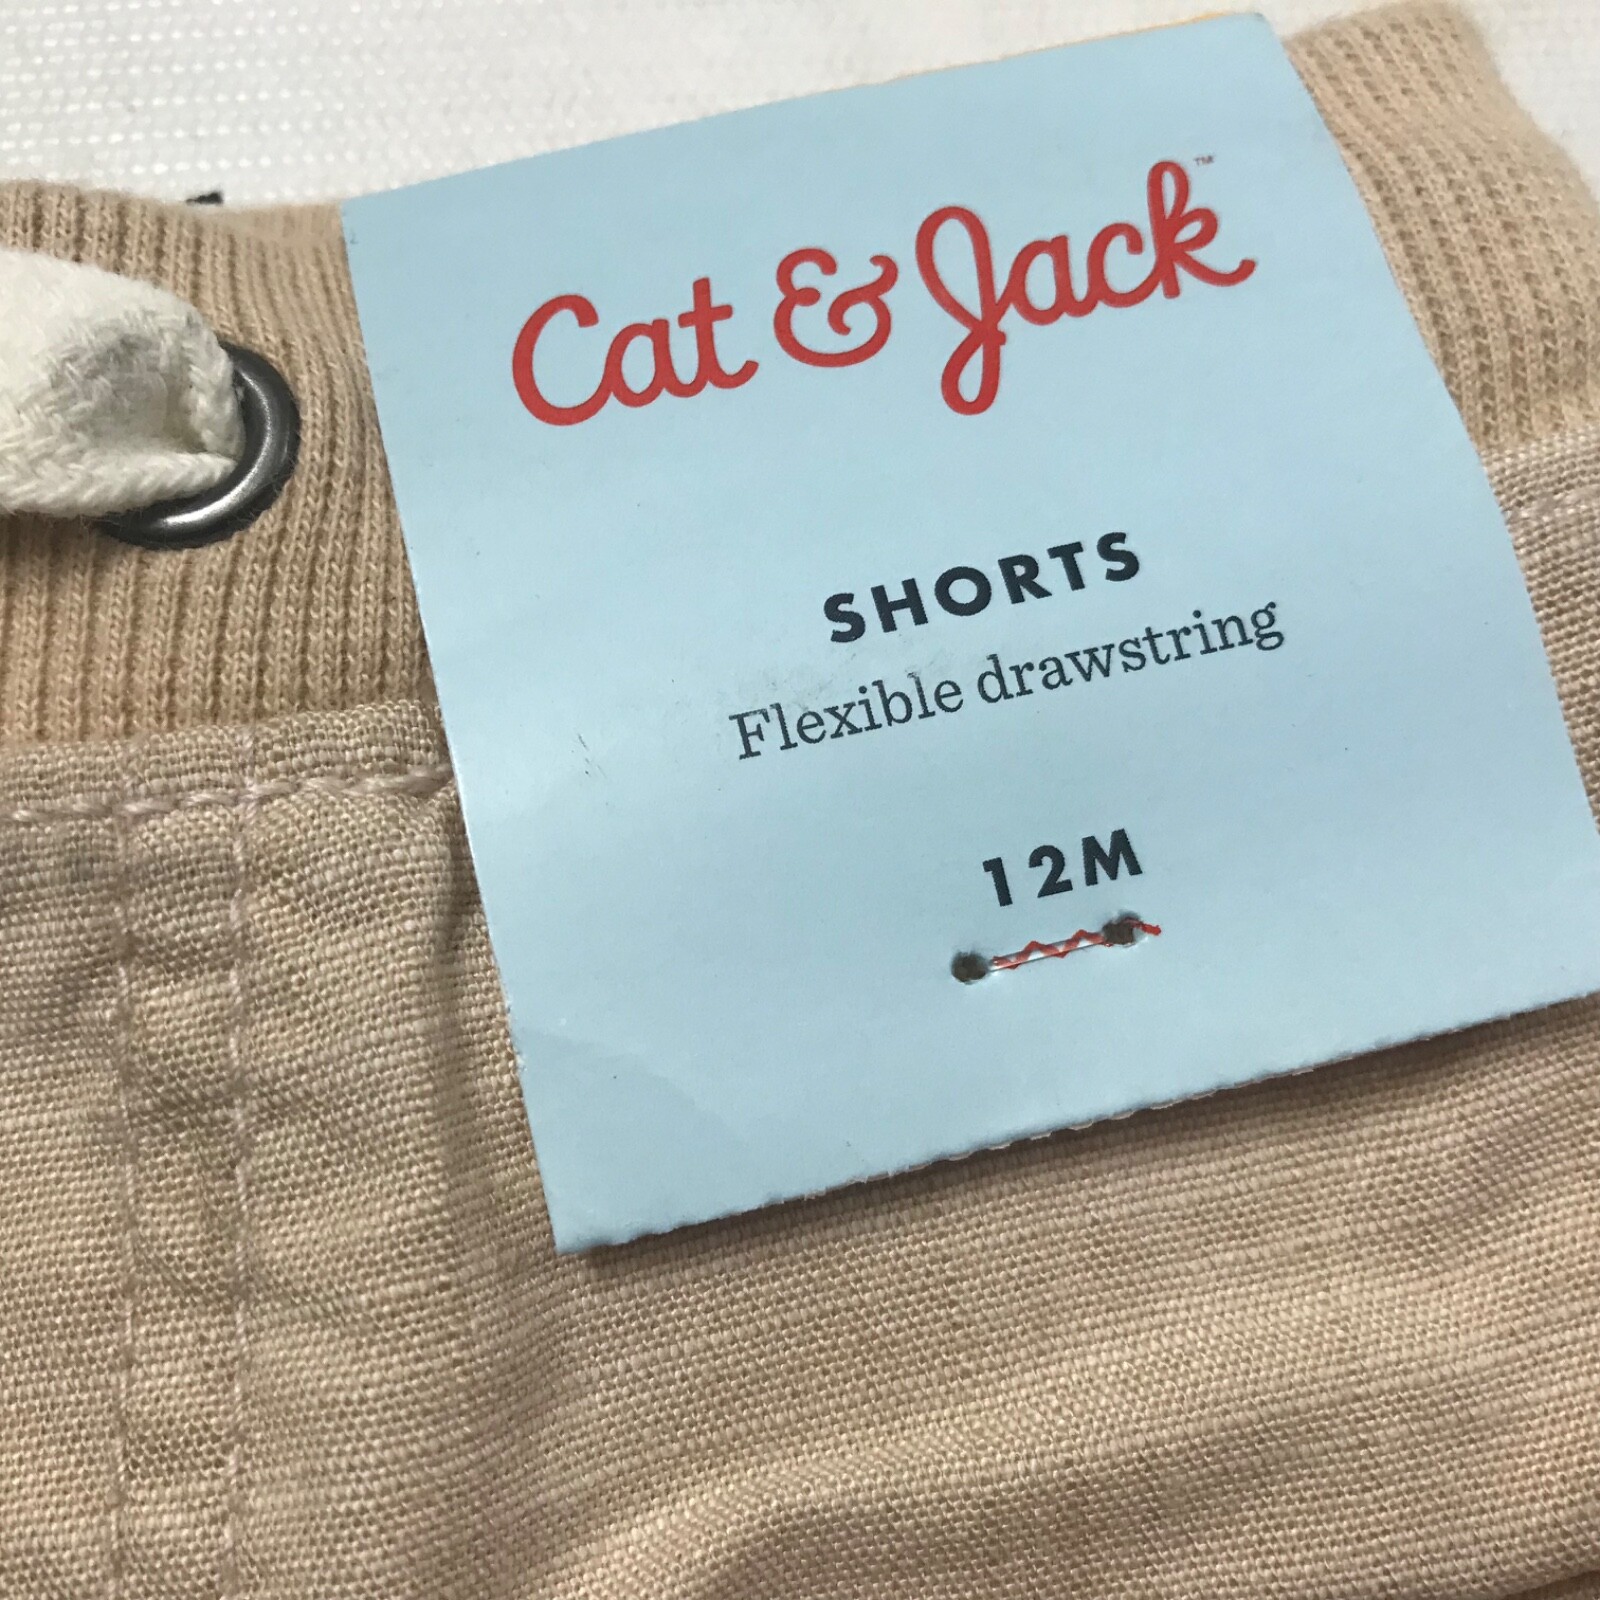 Cat & Jack™
SHORTS
Flexible drawstring
12M